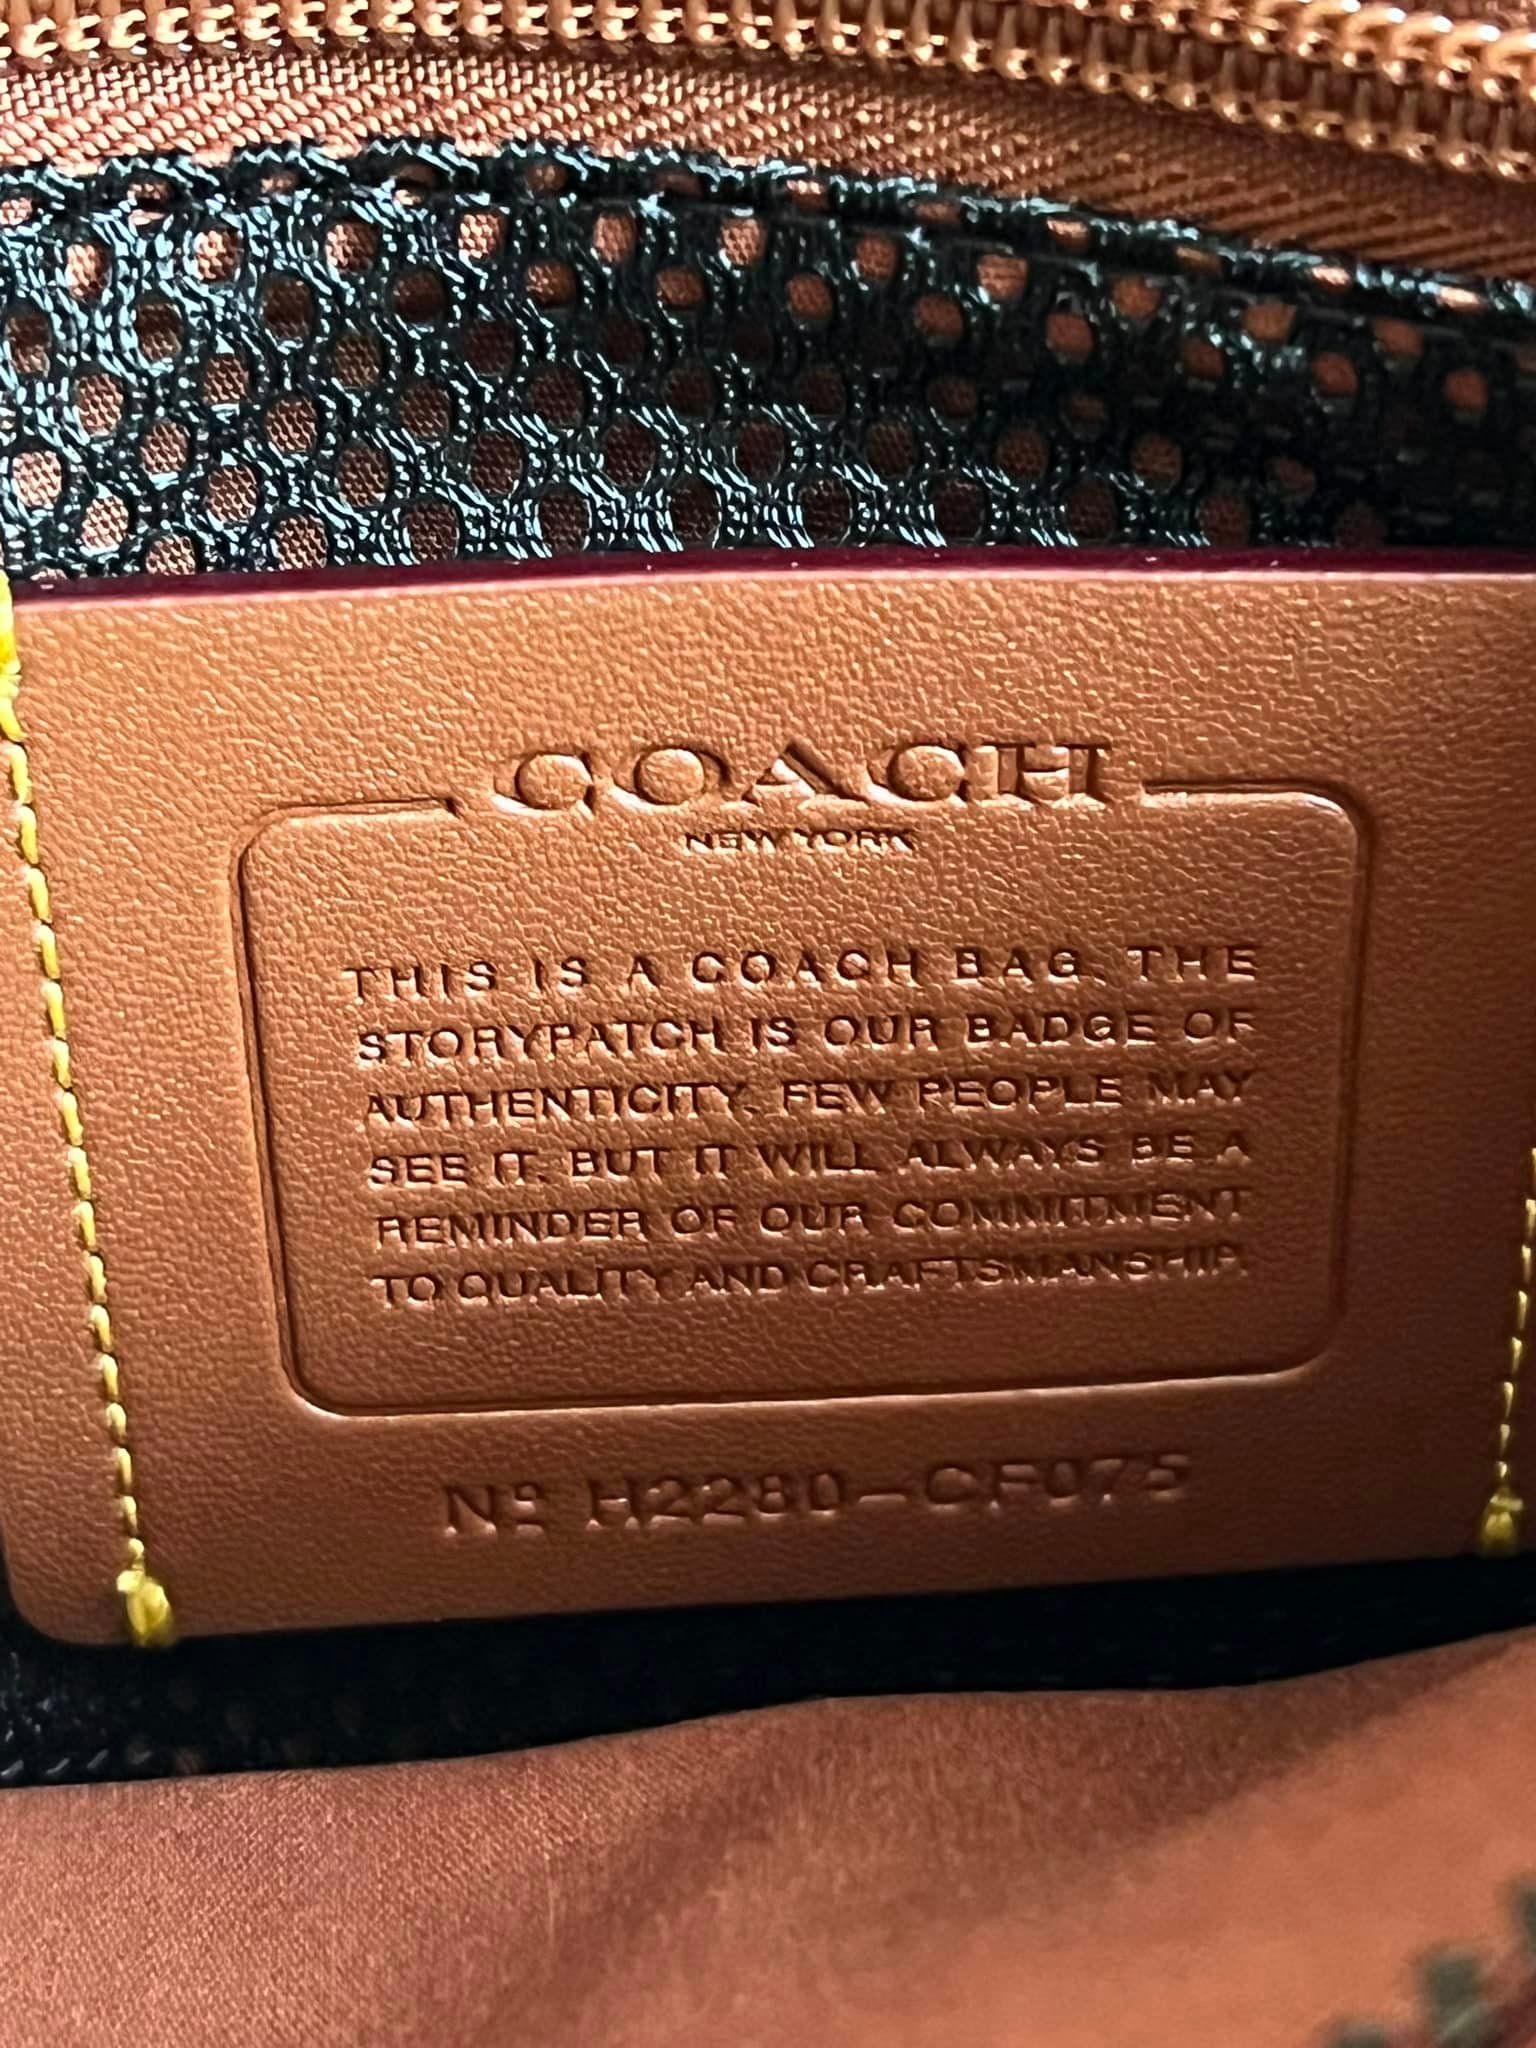 COACH
NEW YORK
THIS IS A COACH BAG. THE
STORYPATCH IS OUR BADGE OF
AUTHENTICITY. FEW PEOPLE MAY
SEE IT. BUT IT WILL ALWAYS BE A
REMINDER OF OUR COMMITMENT
TO QUALITY AND CRAFTSMANSHIP.
Nº H2280-CF075